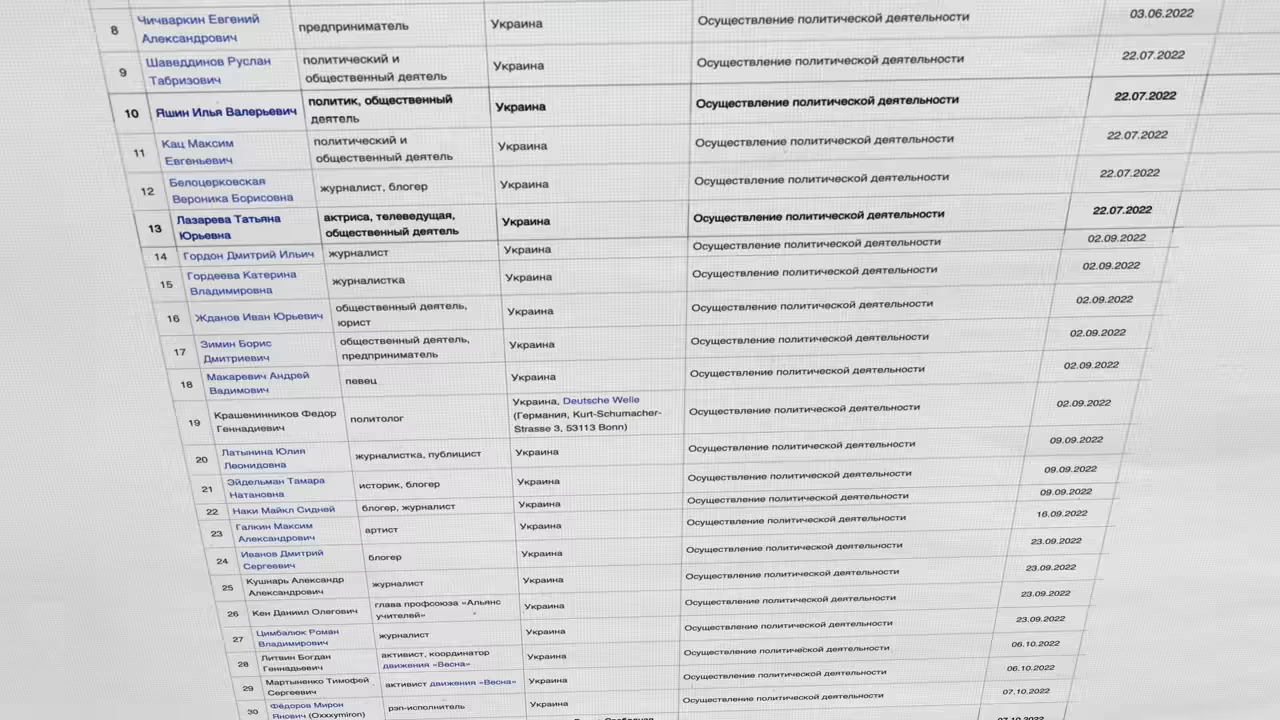 8 Чичваркин Евгений Александрович предприниматель Украина Осуществление политической деятельности 03.06.2022
9 Шаведдинов Руслан Табризович политический и общественный деятель Украина Осуществление политической деятельности 22.07.2022
10 Яшин Илья Валерьевич политик, общественный деятель Украина Осуществление политической деятельности 22.07.2022
11 Кац Максим Евгеньевич политический и общественный деятель Украина Осуществление политической деятельности 22.07.2022
12 Белоцерковская Вероника Борисовна журналист, блогер Украина Осуществление политической деятельности 22.07.2022
13 Лазарева Татьяна Юрьевна актриса, телеведущая, общественный деятель Украина Осуществление политической деятельности 22.07.2022
14 Гордон Дмитрий Ильич журналист Украина Осуществление политической деятельности 02.09.2022
15 Гордеева Катерина Владимировна журналистка Украина Осуществление политической деятельности 02.09.2022
16 Жданов Иван Юрьевич общественный деятель, юрист Украина Осуществление политической деятельности 02.09.2022
17 Зимин Борис Дмитриевич общественный деятель, предприниматель Украина Осуществление политической деятельности 02.09.2022
18 Макаревич Андрей Вадимович певец Украина Осуществление политической деятельности 02.09.2022
19 Крашенинников Федор Геннадиевич политолог Украина, Deutsche Welle (Германия, Kurt-Schumacher-Strasse 3, 53113 Bonn) Осуществление политической деятельности 02.09.2022
20 Латынина Юлия Леонидовна журналистка, публицист Украина Осуществление политической деятельности 09.09.2022
21 Эйдельман Тамара Натановна историк, блогер Украина Осуществление политической деятельности 09.09.2022
22 Наки Майкл Сидней блогер, журналист Украина Осуществление политической деятельности 09.09.2022
23 Галкин Максим Александрович артист Украина Осуществление политической деятельности 16.09.2022
24 Иванов Дмитрий Сергеевич блогер Украина Осуществление политической деятельности 23.09.2022
25 Кушнарь Александр Александрович журналист Украина Осуществление политической деятельности 23.09.2022
26 Кен Даниил Олегович глава профсоюза «Альянс учителей» Украина Осуществление политической деятельности 23.09.2022
27 Цимбалюк Роман Владимирович журналист Украина Осуществление политической деятельности 23.09.2022
28 Литвин Богдан Геннадьевич активист, координатор движения «Весна» Украина Осуществление политической деятельности 06.10.2022
29 Мартыненко Тимофей Сергеевич активист движения «Весна» Украина Осуществление политической деятельности 06.10.2022
30 Фёдоров Мирон Янович (Oxxxymiron) рэп-исполнитель Украина Осуществление политической деятельности 07.10.2022
07.10.2022